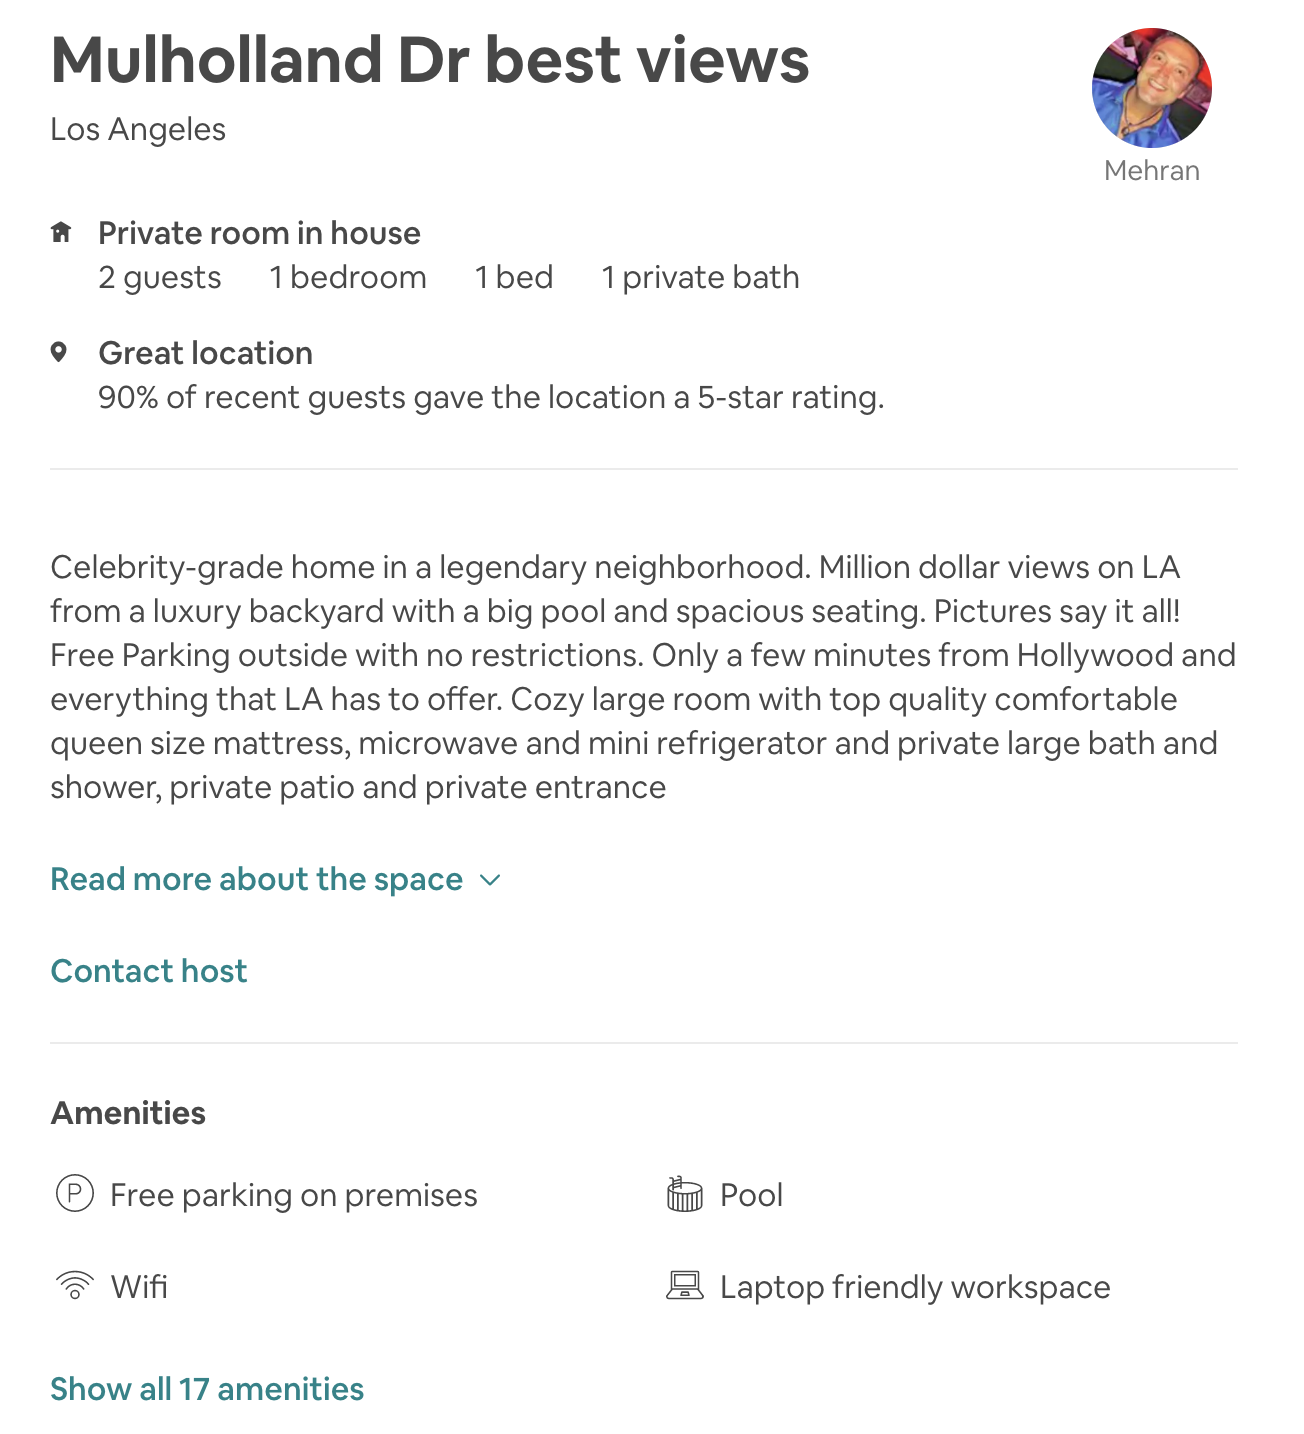 Mulholland Dr best views
Los Angeles
Mehran
Private room in house
2 guests 1 bedroom 1 bed 1 private bath
Great location
90% of recent guests gave the location a 5-star rating.
Celebrity-grade home in a legendary neighborhood. Million dollar views on LA
from a luxury backyard with a big pool and spacious seating. Pictures say it all!
Free Parking outside with no restrictions. Only a few minutes from Hollywood and
everything that LA has to offer. Cozy large room with top quality comfortable
queen size mattress, microwave and mini refrigerator and private large bath and
shower, private patio and private entrance
Read more about the space
Contact host
Amenities
P Free parking on premises
Pool
Wifi
Laptop friendly workspace
Show all 17 amenities